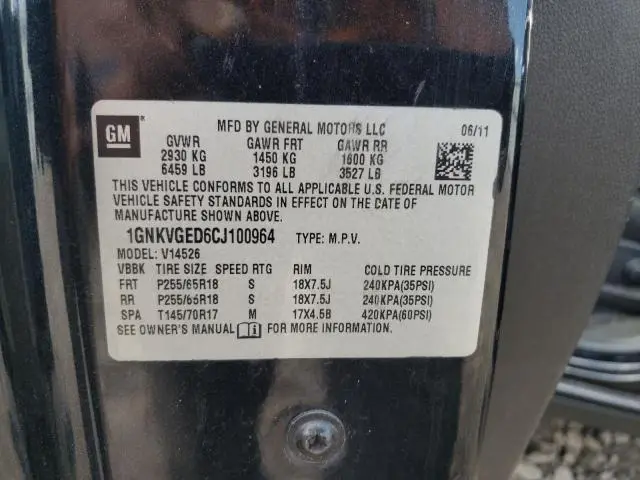 GM
MFD BY GENERAL MOTORS LLC 06/11
GVWR GAWR FRT GAWR RR
2930 KG 1450 KG 1600 KG
6459 LB 3196 LB 3527 LB
THIS VEHICLE CONFORMS TO ALL APPLICABLE U.S. FEDERAL MOTOR
VEHICLE SAFETY STANDARDS IN EFFECT ON THE DATE OF
MANUFACTURE SHOWN ABOVE.
1GNKVGED6CJ100964 TYPE: M.P.V.
MODEL: V14526
VBBK TIRE SIZE SPEED RTG RIM COLD TIRE PRESSURE
FRT P255/65R18 S 18X7.5J 240KPA(35PSI)
RR P255/65R18 S 18X7.5J 240KPA(35PSI)
SPA T145/70R17 M 17X4.5B 420KPA(60PSI)
SEE OWNER'S MANUAL FOR MORE INFORMATION.